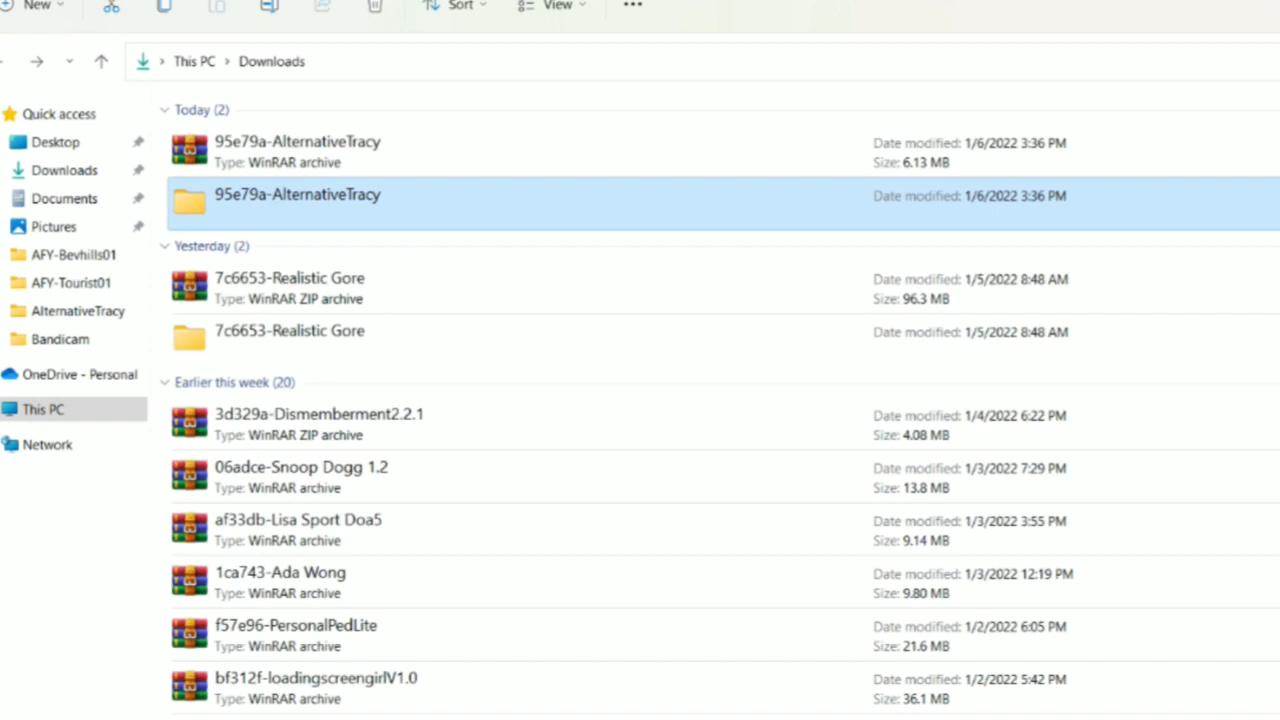 New
Sort
View
This PC
Downloads
Quick access
Desktop
Downloads
Documents
Pictures
AFY-Bevhills01
AFY-Tourist01
AlternativeTracy
Bandicam
OneDrive - Personal
This PC
Network
Today (2)
95e79a-AlternativeTracy
Date modified: 1/6/2022 3:36 PM
Type: WinRAR archive
Size: 6.13 MB
95e79a-AlternativeTracy
Date modified: 1/6/2022 3:36 PM
Yesterday (2)
7c6653-Realistic Gore
Date modified: 1/5/2022 8:48 AM
Type: WinRAR ZIP archive
Size: 96.3 MB
7c6653-Realistic Gore
Date modified: 1/5/2022 8:48 AM
Earlier this week (20)
3d329a-Dismemberment2.2.1
Date modified: 1/4/2022 6:22 PM
Type: WinRAR ZIP archive
Size: 4.08 MB
06adce-Snoop Dogg 1.2
Date modified: 1/3/2022 7:29 PM
Type: WinRAR archive
Size: 13.8 MB
af33db-Lisa Sport Doa5
Date modified: 1/3/2022 3:55 PM
Type: WinRAR archive
Size: 9.14 MB
1ca743-Ada Wong
Date modified: 1/3/2022 12:19 PM
Type: WinRAR archive
Size: 9.80 MB
f57e96-PersonalPedLite
Date modified: 1/2/2022 6:05 PM
Type: WinRAR archive
Size: 21.6 MB
bf312f-loadingscreengirlV1.0
Date modified: 1/2/2022 5:42 PM
Type: WinRAR archive
Size: 36.1 MB